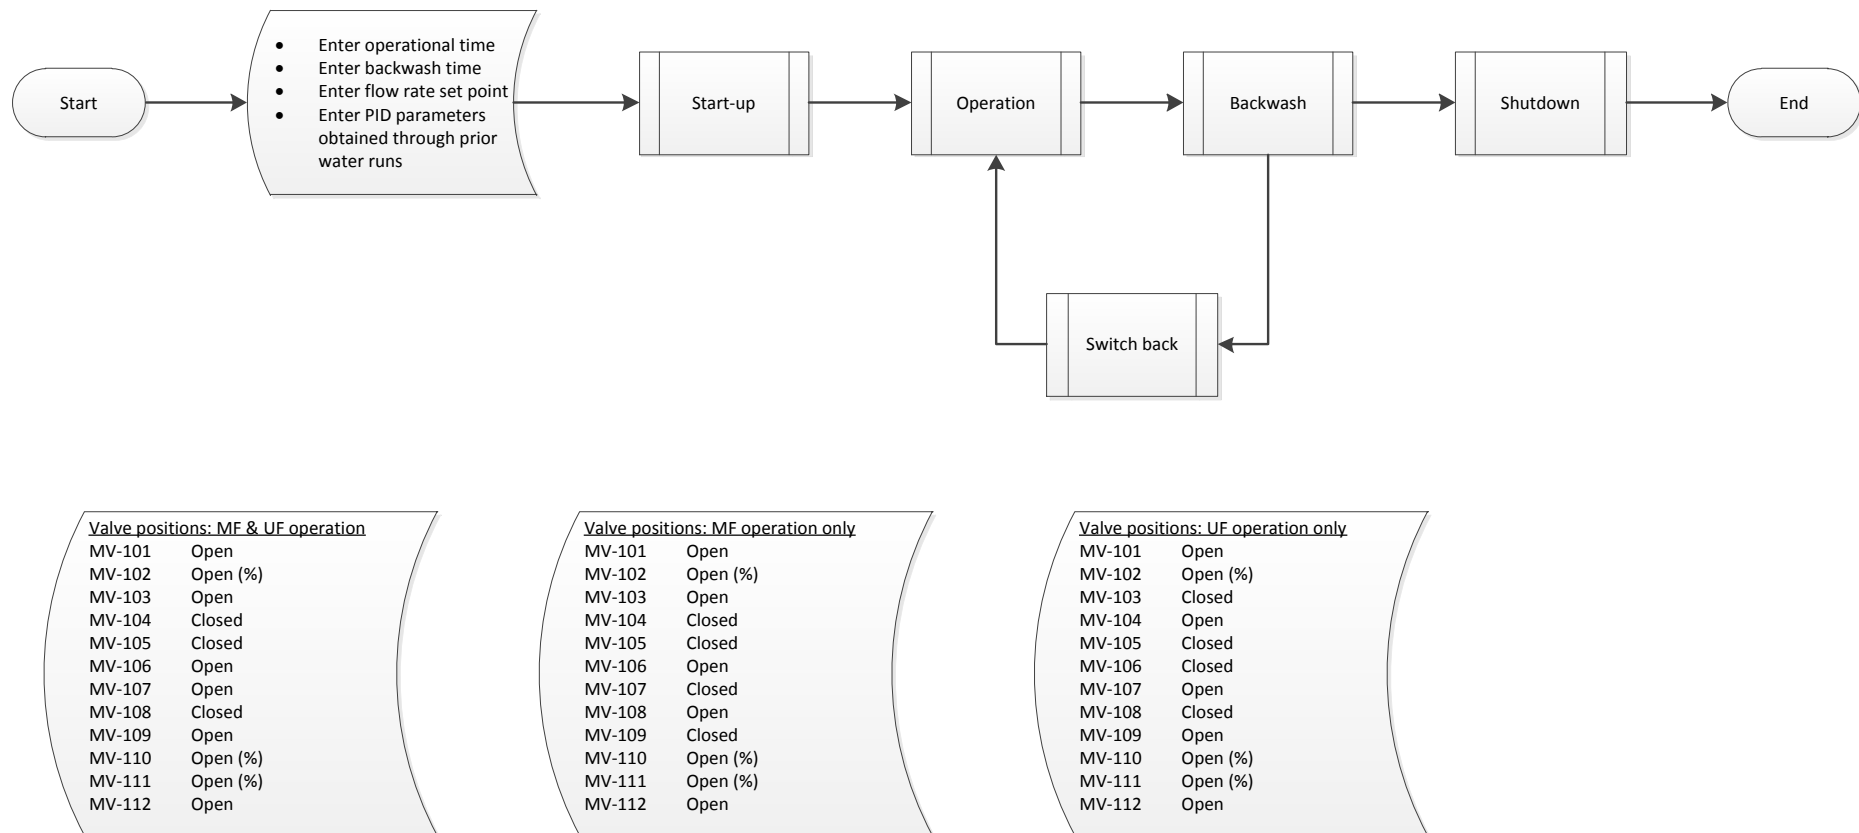 Start
• Enter operational time
• Enter backwash time
• Enter flow rate set point
• Enter PID parameters
obtained through prior
water runs
Start-up
Operation
Backwash
Shutdown
End
Switch back
Valve positions: MF & UF operation
MV-101 Open
MV-102 Open (%)
MV-103 Open
MV-104 Closed
MV-105 Closed
MV-106 Open
MV-107 Open
MV-108 Closed
MV-109 Open
MV-110 Open (%)
MV-111 Open (%)
MV-112 Open
Valve positions: MF operation only
MV-101 Open
MV-102 Open (%)
MV-103 Open
MV-104 Closed
MV-105 Closed
MV-106 Open
MV-107 Closed
MV-108 Open
MV-109 Closed
MV-110 Open (%)
MV-111 Open (%)
MV-112 Open
Valve positions: UF operation only
MV-101 Open
MV-102 Open (%)
MV-103 Closed
MV-104 Open
MV-105 Closed
MV-106 Closed
MV-107 Open
MV-108 Closed
MV-109 Open
MV-110 Open (%)
MV-111 Open (%)
MV-112 Open